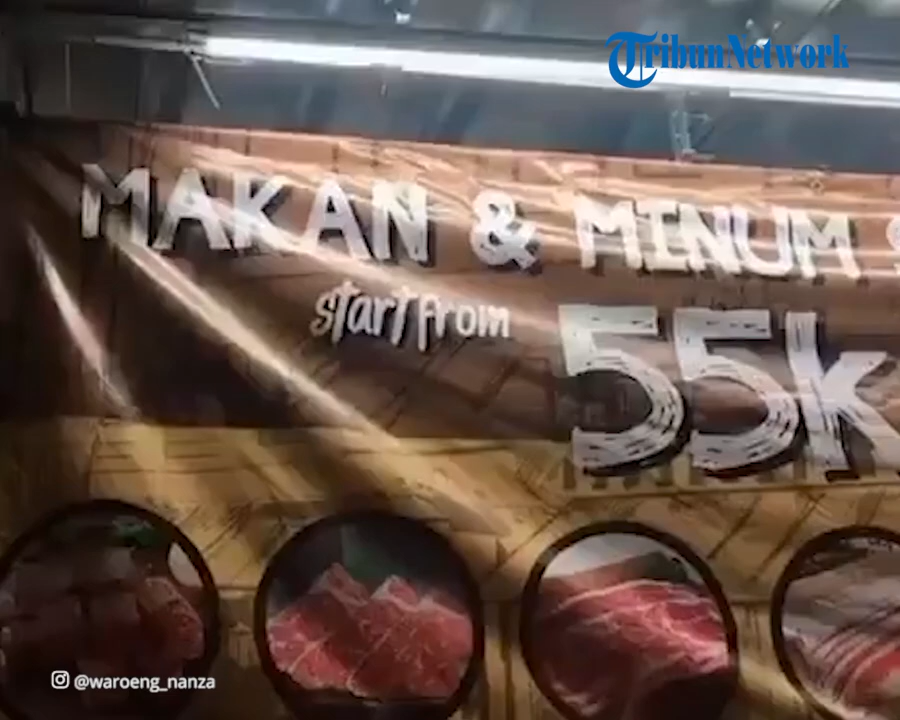 TribunNetwork
MAKAN & MINUM
start from
55k
@waroeng_nanza